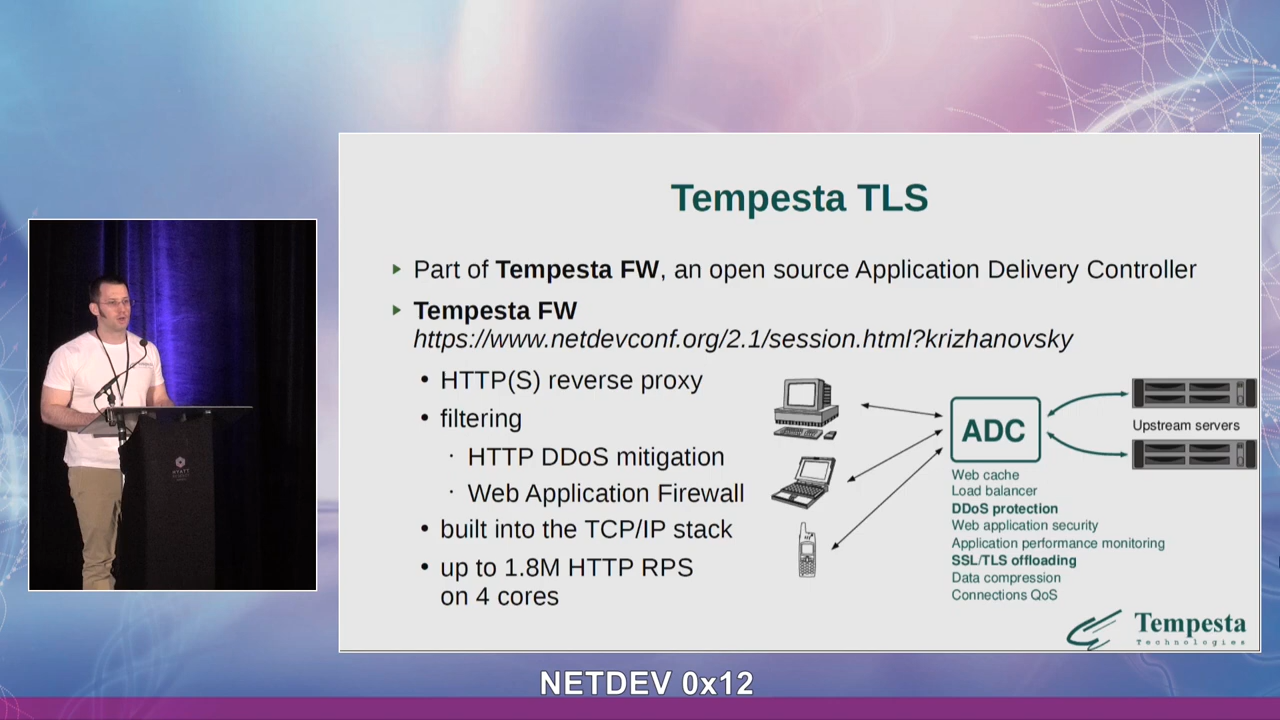 Tempesta TLS
Part of Tempesta FW, an open source Application Delivery Controller
Tempesta FW
https://www.netdevconf.org/2.1/session.html?krizhanovsky
• HTTP(S) reverse proxy
• filtering
· HTTP DDoS mitigation
· Web Application Firewall
• built into the TCP/IP stack
• up to 1.8M HTTP RPS
on 4 cores
ADC
Upstream servers
Web cache
Load balancer
DDoS protection
Web application security
Application performance monitoring
SSL/TLS offloading
Data compression
Connections QoS
Tempesta
Technologies
HYATT
NETDEV 0x12